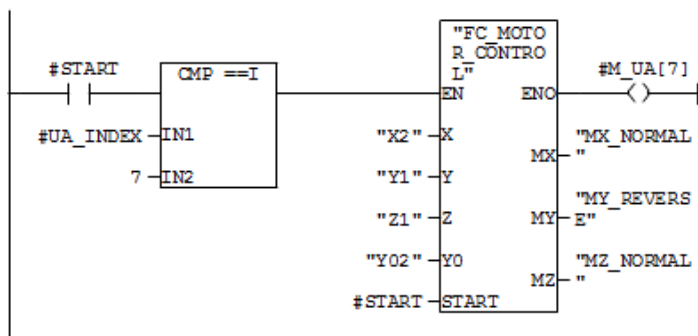 "FC_MOTO
R_CONTRO
L"
#START
CMP ==I
#M_UA[7]
EN ENO
#UA_INDEX IN1
"X2" X
"MX_NORMAL
MX "
7 IN2
"Y1" Y
"MY_REVERS
MY E"
"Z1" Z
"Y02" Y0
"MZ_NORMAL
MZ "
#START START